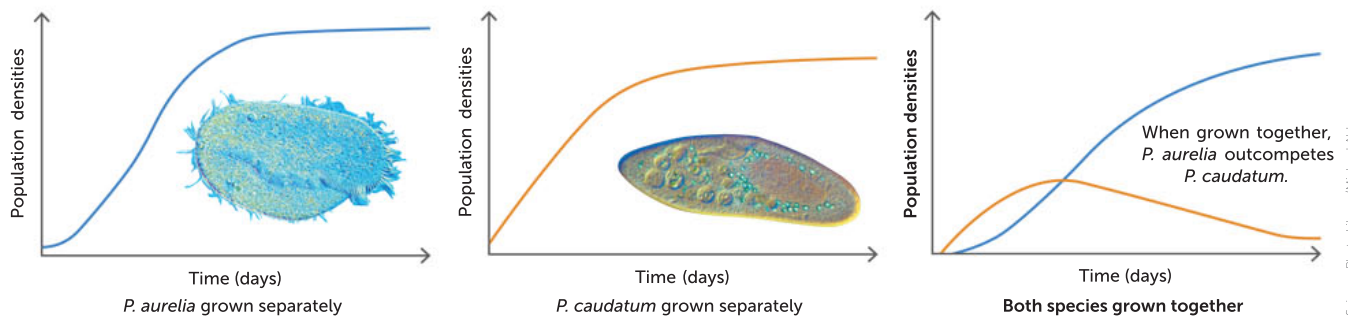 Population densities
Time (days)
P. aurelia grown separately
Population densities
Time (days)
P. caudatum grown separately
Population densities
When grown together,
P. aurelia outcompetes
P. caudatum.
Time (days)
Both species grown together